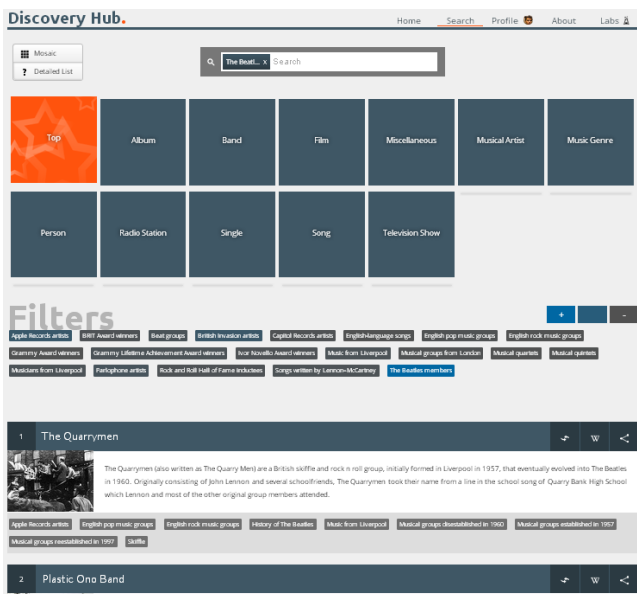 Discovery Hub.
Home Search Profile About Labs
Mosaic
? Detailed List
The Beatl... x Search
Top Album Band Film Miscellaneous Musical Artist Music Genre
Person Radio Station Single Song Television Show
Filters
+ -
Apple Records artists BRIT Award winners Beat groups British Invasion artists Capitol Records artists English-language songs English pop music groups English rock music groups
Grammy Award winners Grammy Lifetime Achievement Award winners Ivor Novello Award winners Music from Liverpool Musical groups from London Musical quartets Musical quintets
Musicians from Liverpool Parlophone artists Rock and Roll Hall of Fame inductees Songs written by Lennon–McCartney The Beatles members
1 The Quarrymen W
The Quarrymen (also written as The Quarry Men) are a British skiffle and rock n roll group, initially formed in Liverpool in 1957, that eventually evolved into The Beatles
in 1960. Originally consisting of John Lennon and several schoolfriends, The Quarrymen took their name from a line in the school song of Quarry Bank High School
which Lennon and most of the other original group members attended.
Apple Records artists English pop music groups English rock music groups History of The Beatles Music from Liverpool Musical groups disestablished in 1960 Musical groups established in 1957
Musical groups reestablished in 1997 Skiffle
2 Plastic Ono Band W